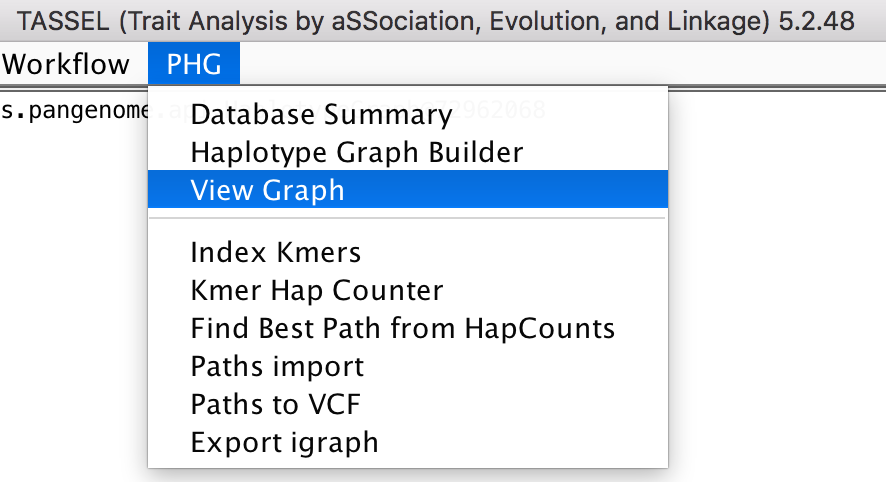 TASSEL (Trait Analysis by aSSociation, Evolution, and Linkage) 5.2.48
Workflow PHG
s.pangenome. 2962068
Database Summary
Haplotype Graph Builder
View Graph
Index Kmers
Kmer Hap Counter
Find Best Path from HapCounts
Paths import
Paths to VCF
Export igraph